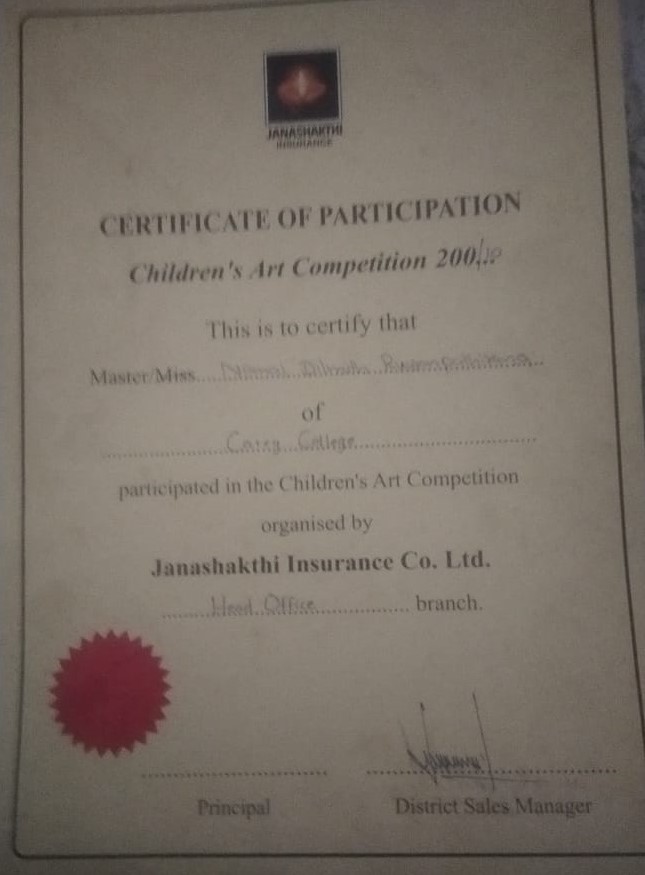 JANASHAKTHI
INSURANCE
CERTIFICATE OF PARTICIPATION
Children's Art Competition 200
This is to certify that
Master/Miss.....
of
Carey College
participated in the Children's Art Competition
organised by
Janashakthi Insurance Co. Ltd.
Head Office branch.
Principal District Sales Manager